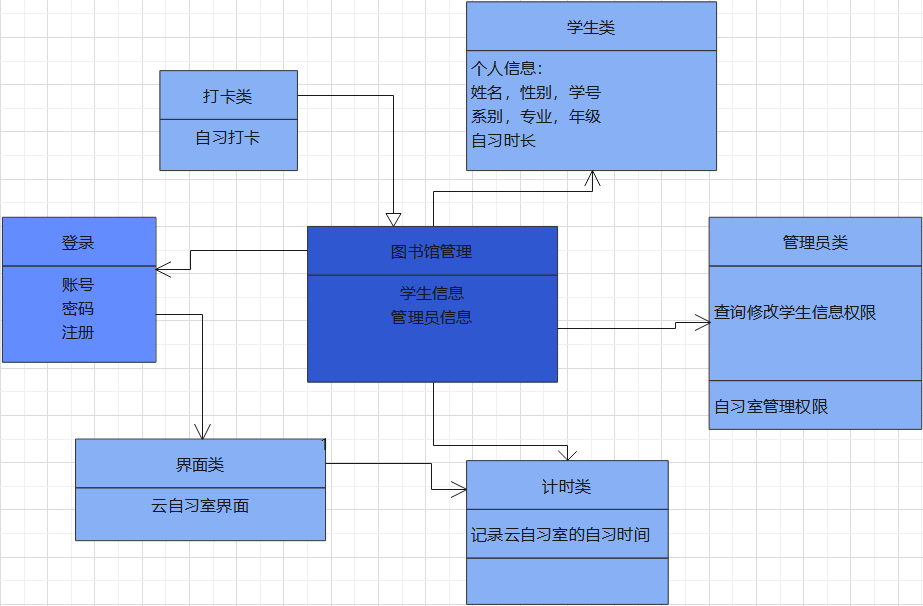 学生类
个人信息：
姓名，性别，学号
系别，专业，年级
自习时长
打卡类
自习打卡
登录
账号
密码
注册
图书馆管理
学生信息
管理员信息
管理员类
查询修改学生信息权限
自习室管理权限
界面类
1
云自习室界面
计时类
记录云自习室的自习时间